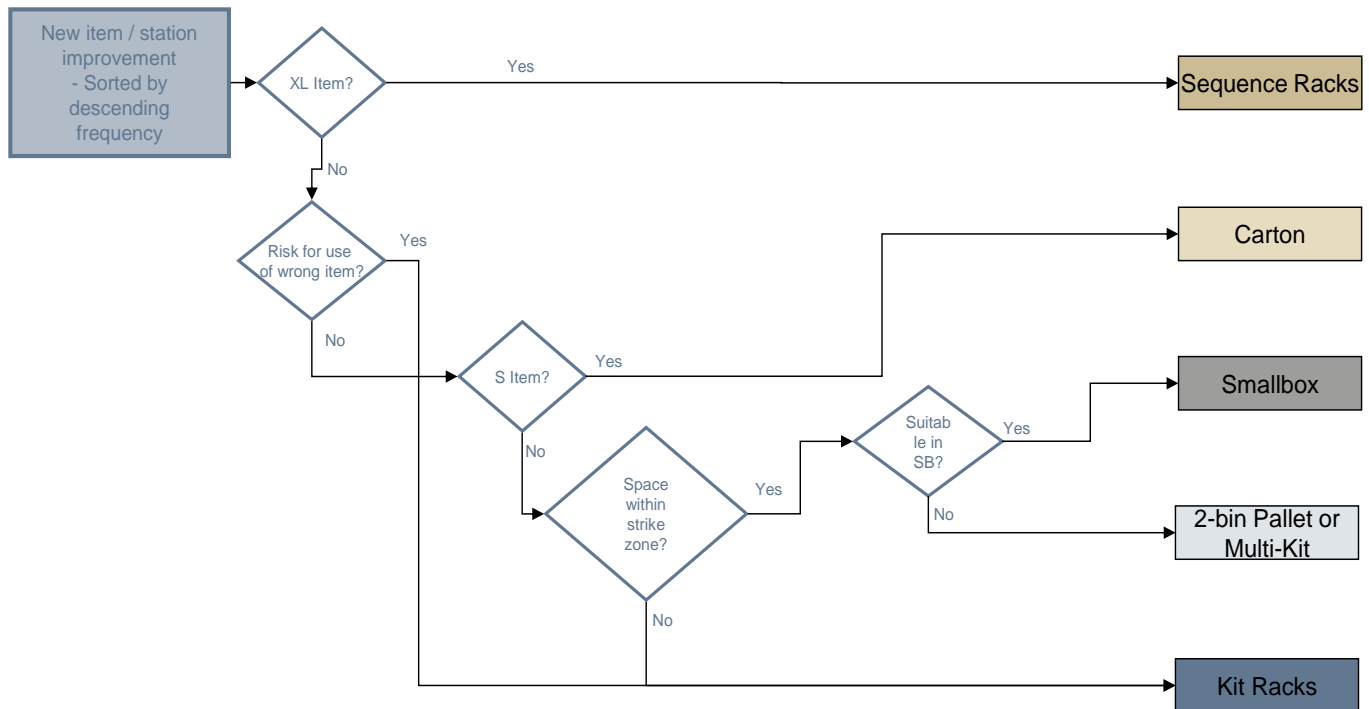 New item / station
improvement
- Sorted by
descending
frequency
XL Item?
Yes
Sequence Racks
No
Risk for use
of wrong item?
Yes
Carton
No
S Item?
Yes
Smallbox
No
Space
within
strike
zone?
Yes
Suitab
le in
SB?
Yes
No
2-bin Pallet or
Multi-Kit
No
Kit Racks